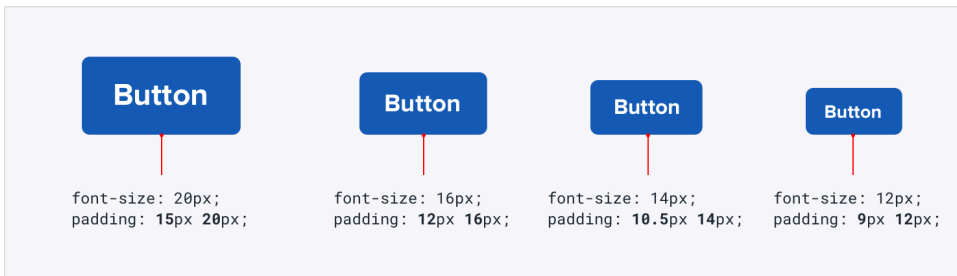 Button
Button
Button
Button
font-size: 20px;
padding: 15px 20px;
font-size: 16px;
padding: 12px 16px;
font-size: 14px;
padding: 10.5px 14px;
font-size: 12px;
padding: 9px 12px;